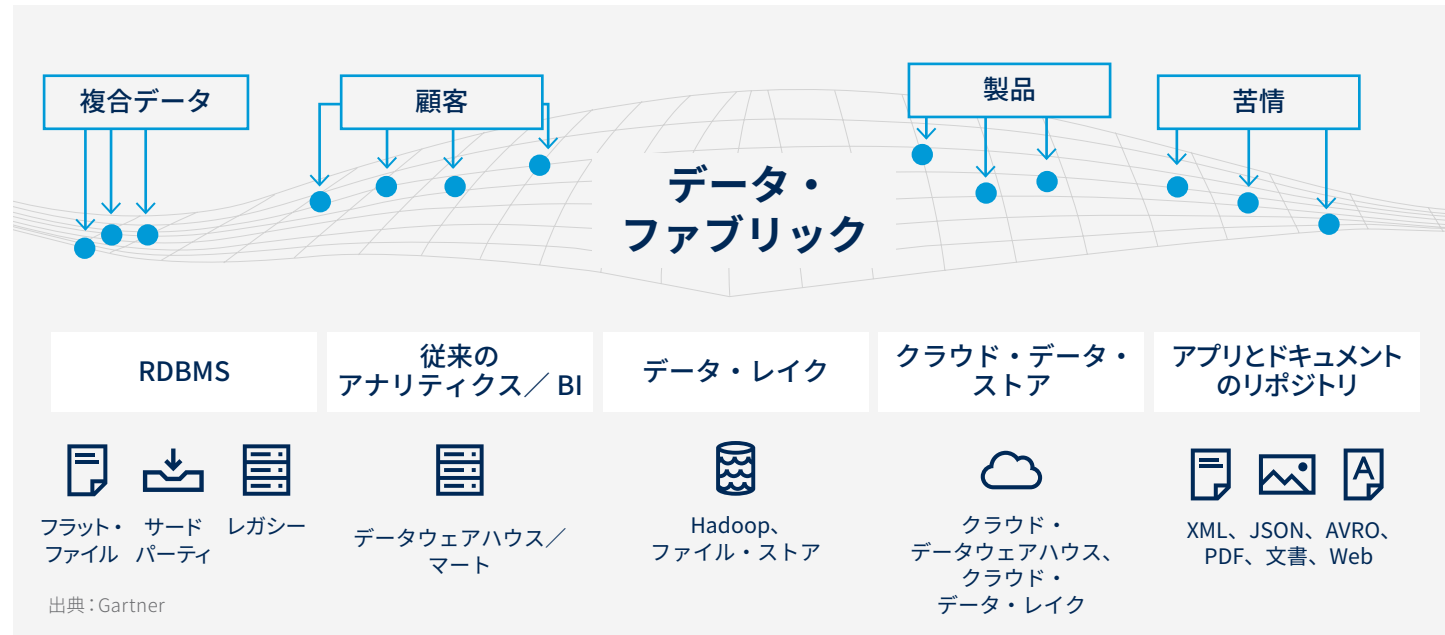 複合データ
顧客
製品
苦情
データ・
ファブリック
RDBMS
従来の
アナリティクス／ BI
データ・レイク
クラウド・データ・
ストア
アプリとドキュメント
のリポジトリ
フラット・
ファイル
サード
パーティ
レガシー
データウェアハウス／
マート
Hadoop、
ファイル・ストア
クラウド・
データウェアハウス、
クラウド・
データ・レイク
XML、JSON、AVRO、
PDF、文書、Web
出典：Gartner